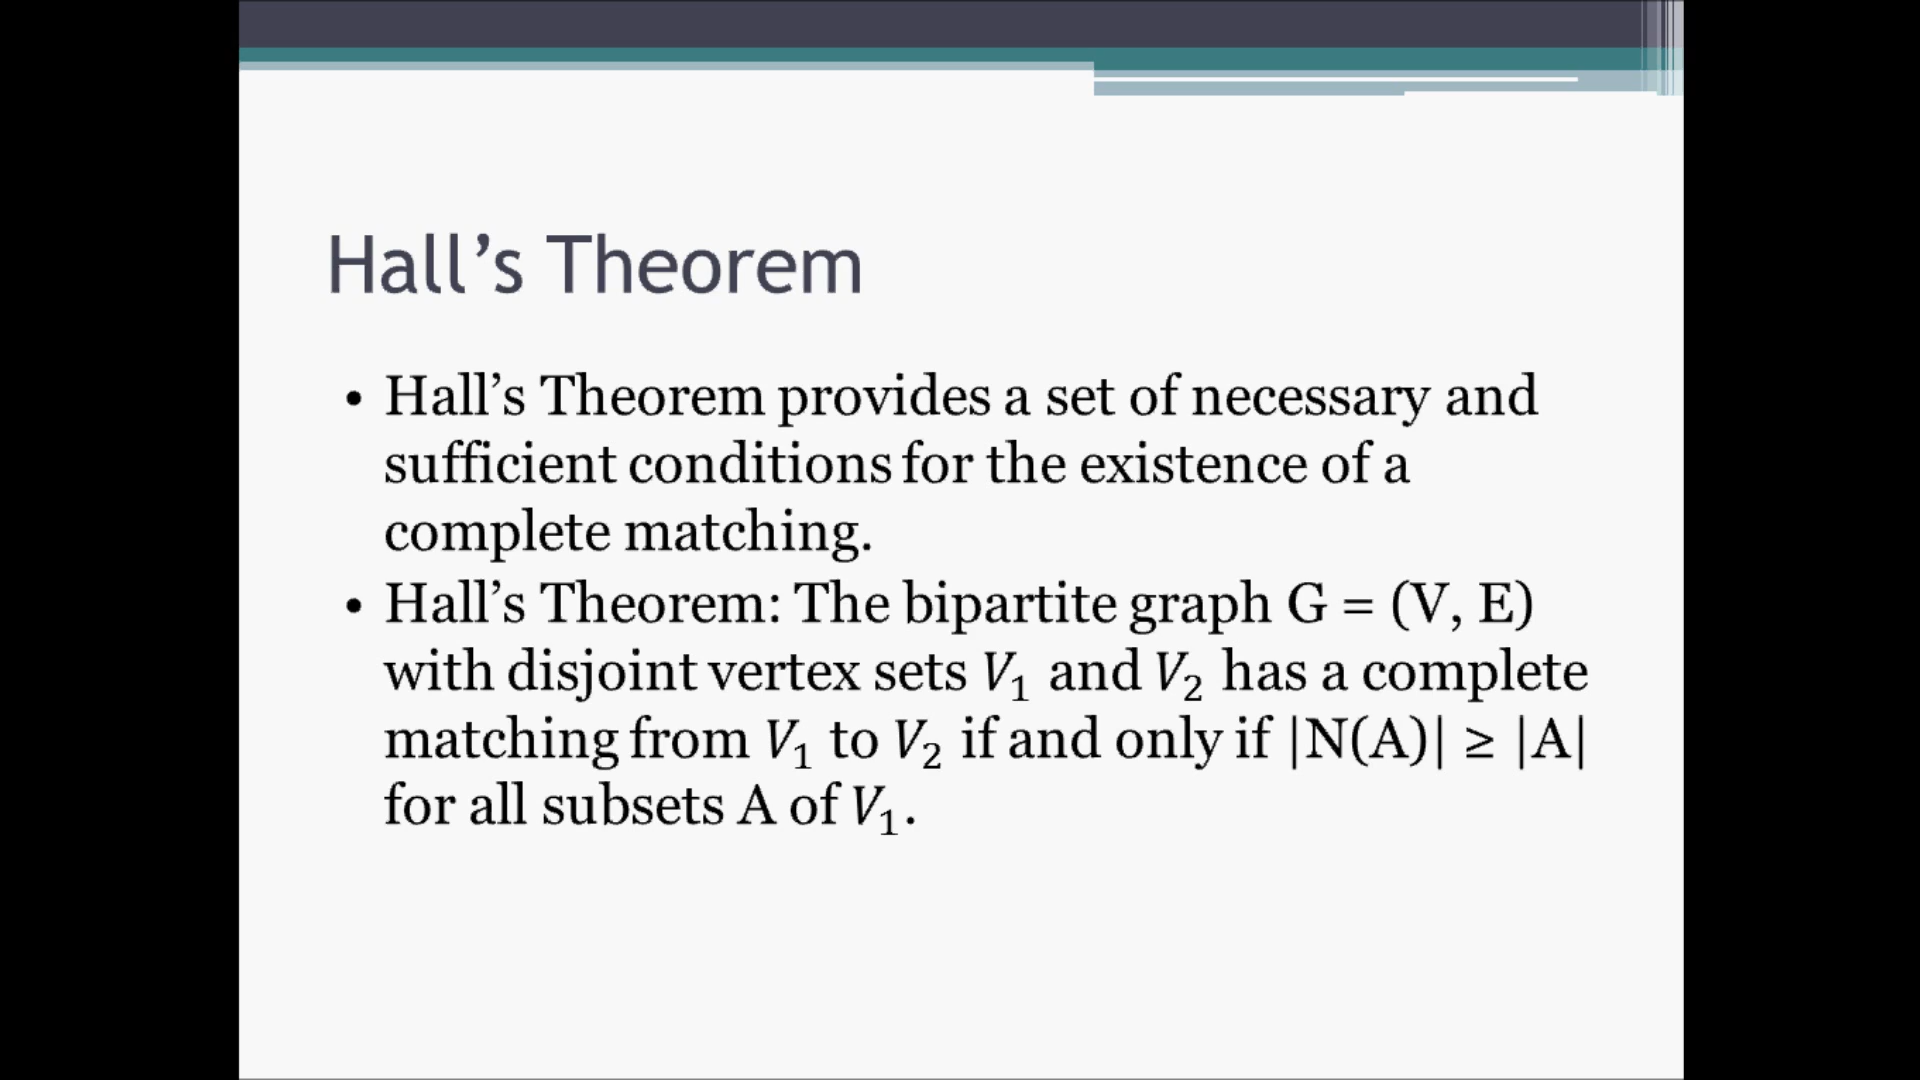 Hall’s Theorem
• Hall’s Theorem provides a set of necessary and
sufficient conditions for the existence of a
complete matching.
• Hall’s Theorem: The bipartite graph G = (V, E)
with disjoint vertex sets V₁ and V₂ has a complete
matching from V₁ to V₂ if and only if |N(A)| ≥ |A|
for all subsets A of V₁.